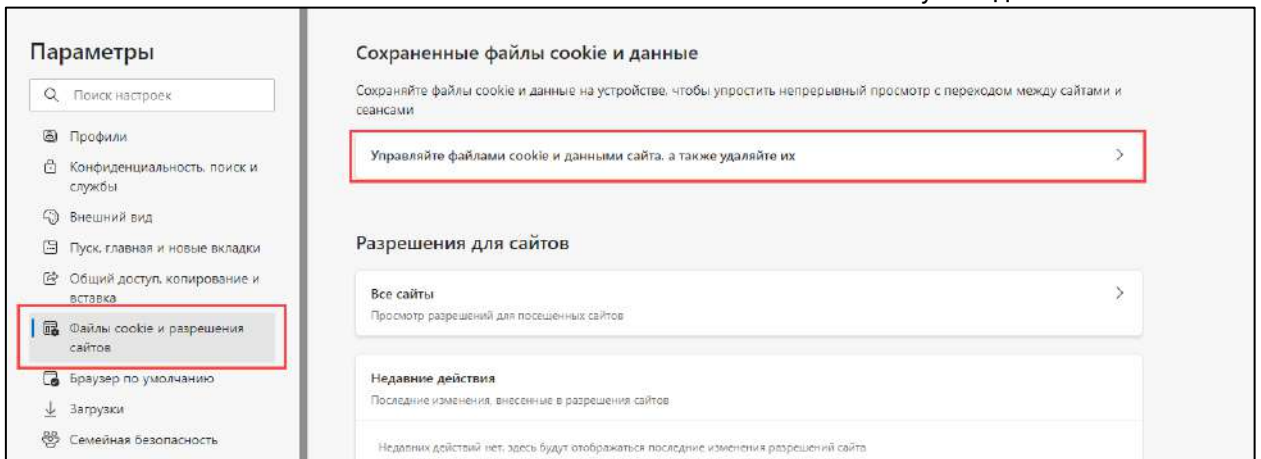 Параметры
Поиск настроек
Профили
Конфиденциальность, поиск и
службы
Внешний вид
Пуск, главная и новые вкладки
Общий доступ, копирование и
вставка
Файлы cookie и разрешения
сайтов
Браузер по умолчанию
Загрузки
Семейная безопасность
Сохраненные файлы cookie и данные
Сохраняйте файлы cookie и данные на устройстве, чтобы упростить непрерывный просмотр с переходом между сайтами и
сеансами
Управляйте файлами cookie и данными сайта, а также удаляйте их
Разрешения для сайтов
Все сайты
Просмотр разрешений для посещенных сайтов
Недавние действия
Последние изменения, внесенные в разрешения сайтов
Недавних действий нет, здесь будут отображаться последние изменения разрешений сайта